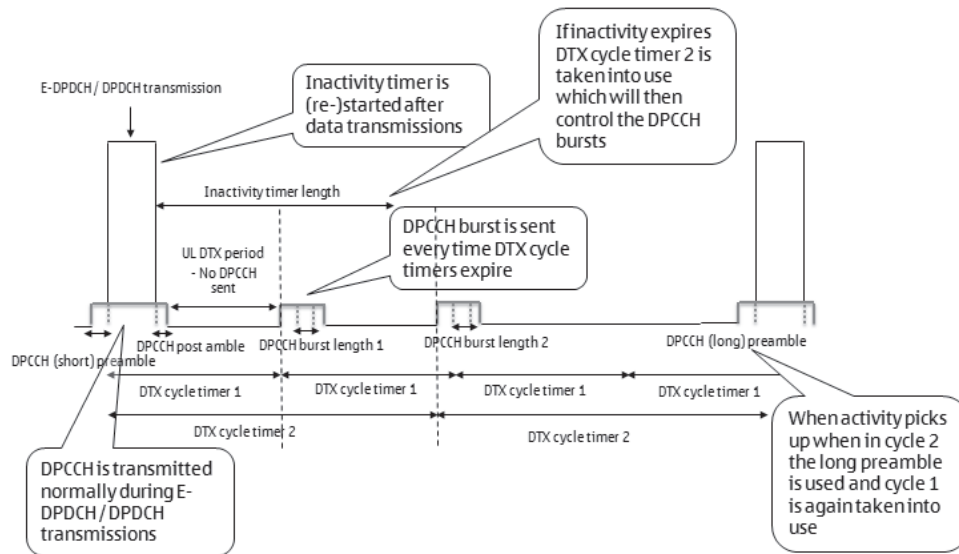 If inactivity expires
DTX cycle timer 2 is
taken into use
which will then
control the DPCCH
bursts
E-DPDCH / DPDCH transmission
Inactivity timer is
(re-)started after
data transmissions
Inactivity timer length
DPCCH burst is sent
every time DTX cycle
timers expire
UL DTX period
- No DPCCH
sent
DPCCH (short) preamble
DPCCH post amble
DPCCH burst length 1
DPCCH burst length 2
DPCCH (long) preamble
DTX cycle timer 1
DTX cycle timer 1
DTX cycle timer 1
DTX cycle timer 1
DTX cycle timer 2
DTX cycle timer 2
DPCCH is transmitted
normally during E-
DPDCH / DPDCH
transmissions
When activity picks
up when in cycle 2
the long preamble
is used and cycle 1
is again taken into
use